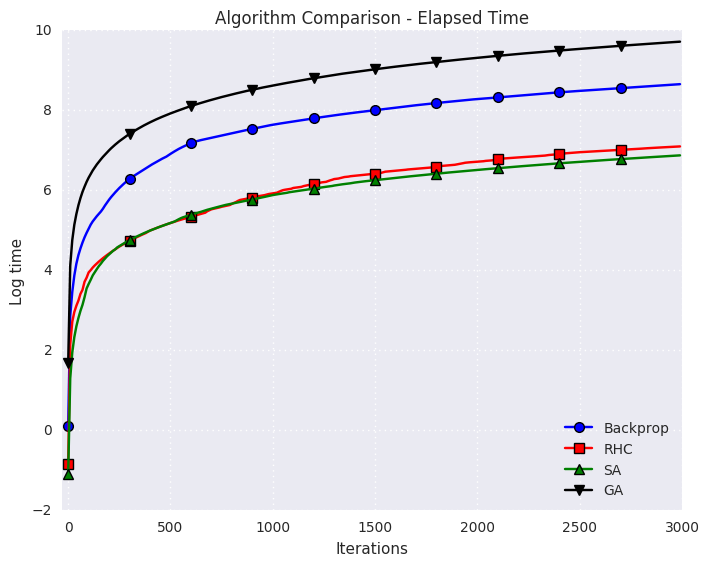 Algorithm Comparison - Elapsed Time
10
8
6
4
2
0
−2
Log time
Backprop
RHC
SA
GA
0 500 1000 1500 2000 2500 3000
Iterations